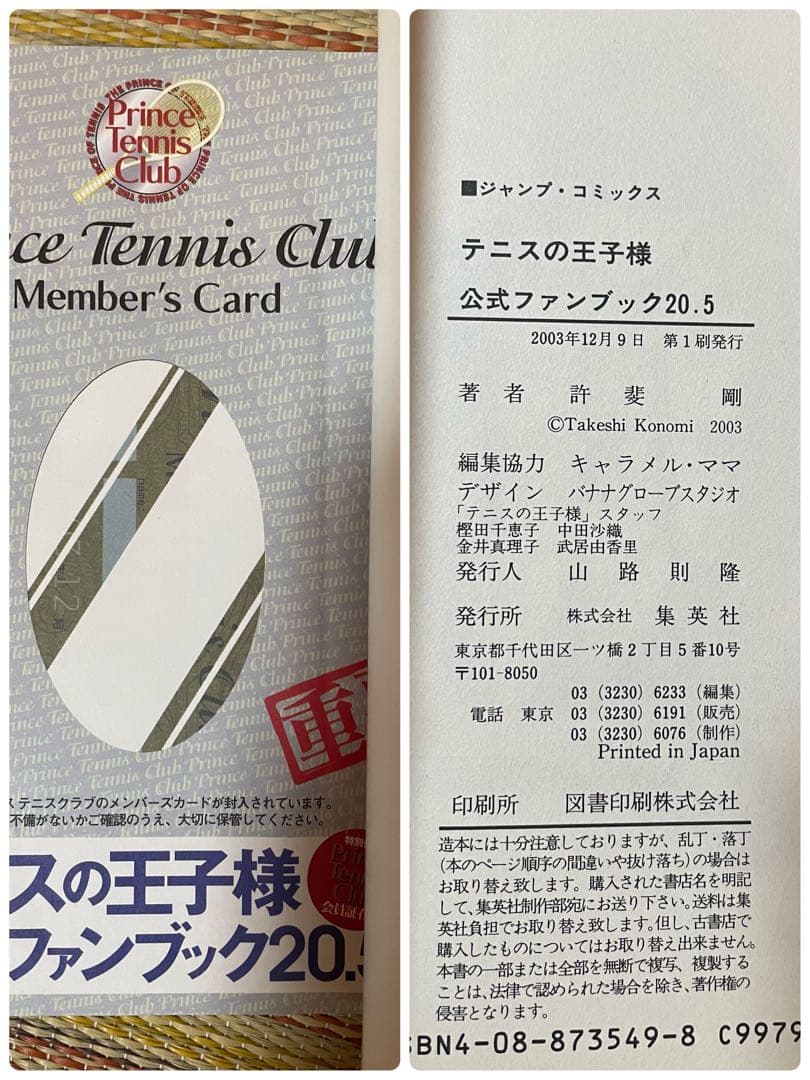 Prince
Tennis
Club
THE PRINCE OF TENNIS
nce Tennis Club
Member's Card
重
ス テニスクラブのメンバーズカードが封入されています。
不備がないかご確認のうえ、大切に保管してください。
スの王子様
ファンブック20.5
特別
Prince
Tennis
Club
会員証
■ジャンプ・コミックス
テニスの王子様
公式ファンブック20.5
2003年12月9日 第1刷発行
著者 許斐 剛
©Takeshi Konomi 2003
編集協力 キャラメル・ママ
デザイン バナナグローブスタジオ
「テニスの王子様」スタッフ
樫田千恵子 中田沙織
金井真理子 武居由香里
発行人 山路則隆
発行所 株式会社 集英社
東京都千代田区一ツ橋2丁目5番10号
〒101-8050
03 (3230) 6233 (編集)
電話 東京 03 (3230) 6191 (販売)
03 (3230) 6076 (制作)
Printed in Japan
印刷所 図書印刷株式会社
造本には十分注意しておりますが、乱丁・落丁
(本のページ順序の間違いや抜け落ち)の場合は
お取り替え致します。購入された書店名を明記
して、集英社制作部宛にお送り下さい。送料は集
英社負担でお取り替え致します。但し、古書店で
購入したものについてはお取り替え出来ません。
本書の一部または全部を無断で複写、複製する
ことは、法律で認められた場合を除き、著作権の
侵害となります。
SBN4-08-873549-8 C9979